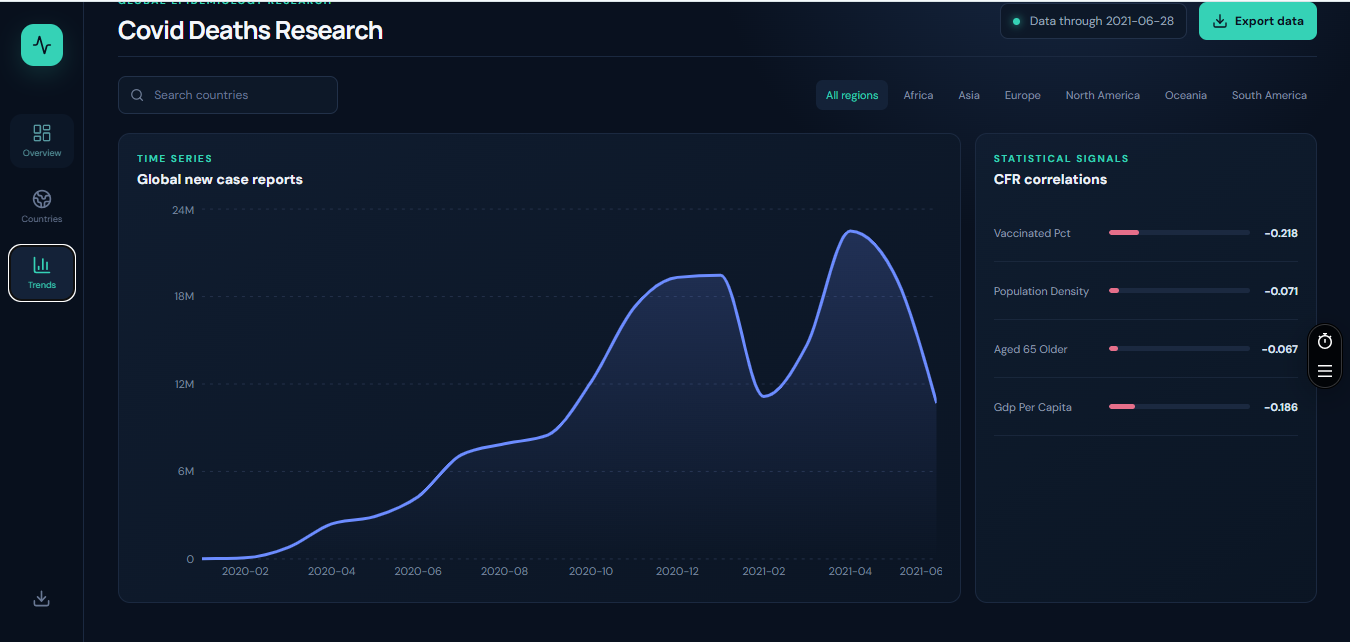 GLOBAL EPIDEMIOLOGY RESEARCH
Covid Deaths Research
Data through 2021-06-28
Export data
Search countries
All regions
Africa
Asia
Europe
North America
Oceania
South America
Overview
Countries
Trends
TIME SERIES
Global new case reports
24M
18M
12M
6M
0
2020-02
2020-04
2020-06
2020-08
2020-10
2020-12
2021-02
2021-04
2021-06
STATISTICAL SIGNALS
CFR correlations
Vaccinated Pct
-0.218
Population Density
-0.071
Aged 65 Older
-0.067
Gdp Per Capita
-0.186